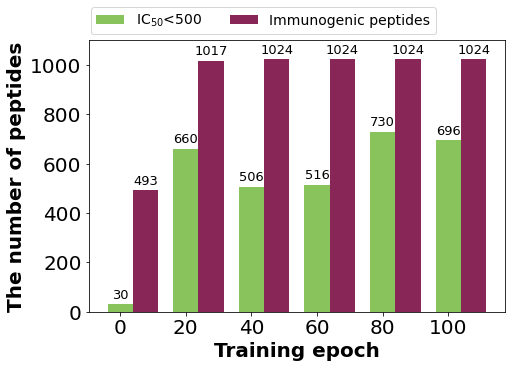 IC₅₀<500 Immunogenic peptides
1017 1024 1024 1024 1024
1000
800
730
696
660
600
493 506 516
400
200
30
0
The number of peptides
0 20 40 60 80 100
Training epoch